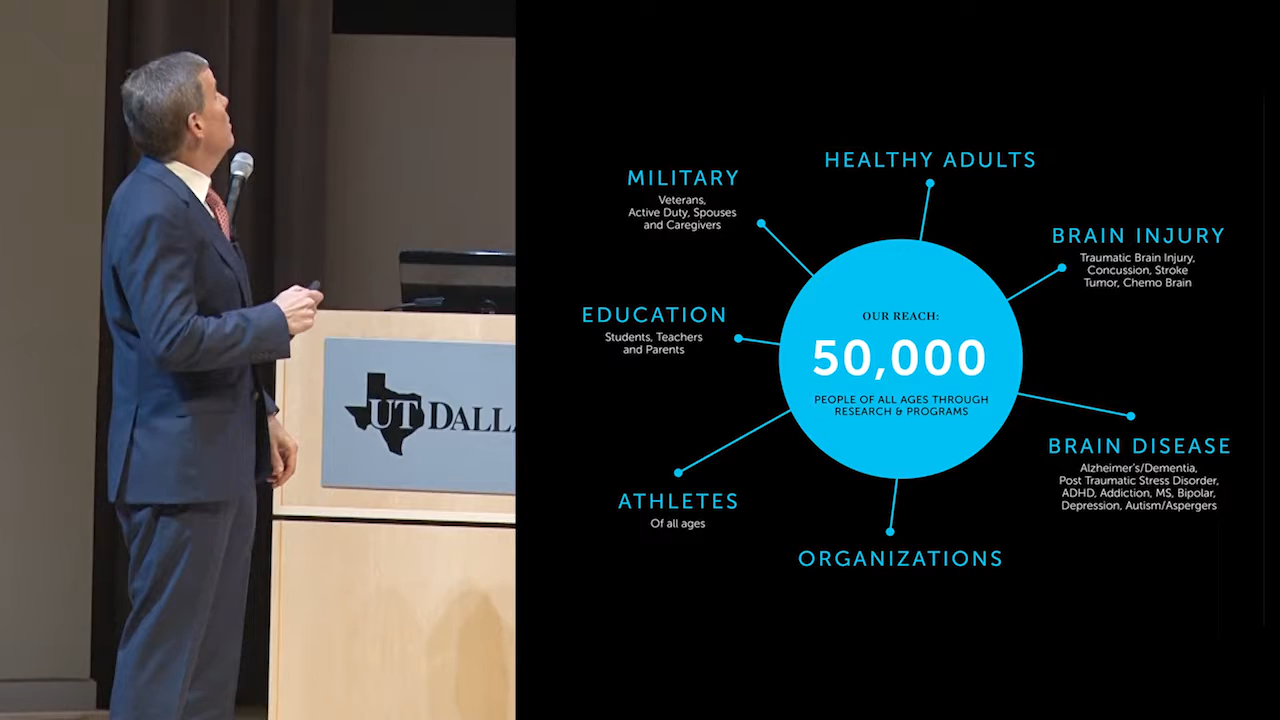 UT DALL
HEALTHY ADULTS
MILITARY
Veterans,
Active Duty, Spouses
and Caregivers
BRAIN INJURY
Traumatic Brain Injury,
Concussion, Stroke
Tumor, Chemo Brain
EDUCATION
Students, Teachers
and Parents
OUR REACH:
50,000
PEOPLE OF ALL AGES THROUGH
RESEARCH & PROGRAMS
BRAIN DISEASE
Alzheimer's/Dementia,
Post Traumatic Stress Disorder,
ADHD, Addiction, MS, Bipolar,
Depression, Autism/Aspergers
ATHLETES
Of all ages
ORGANIZATIONS